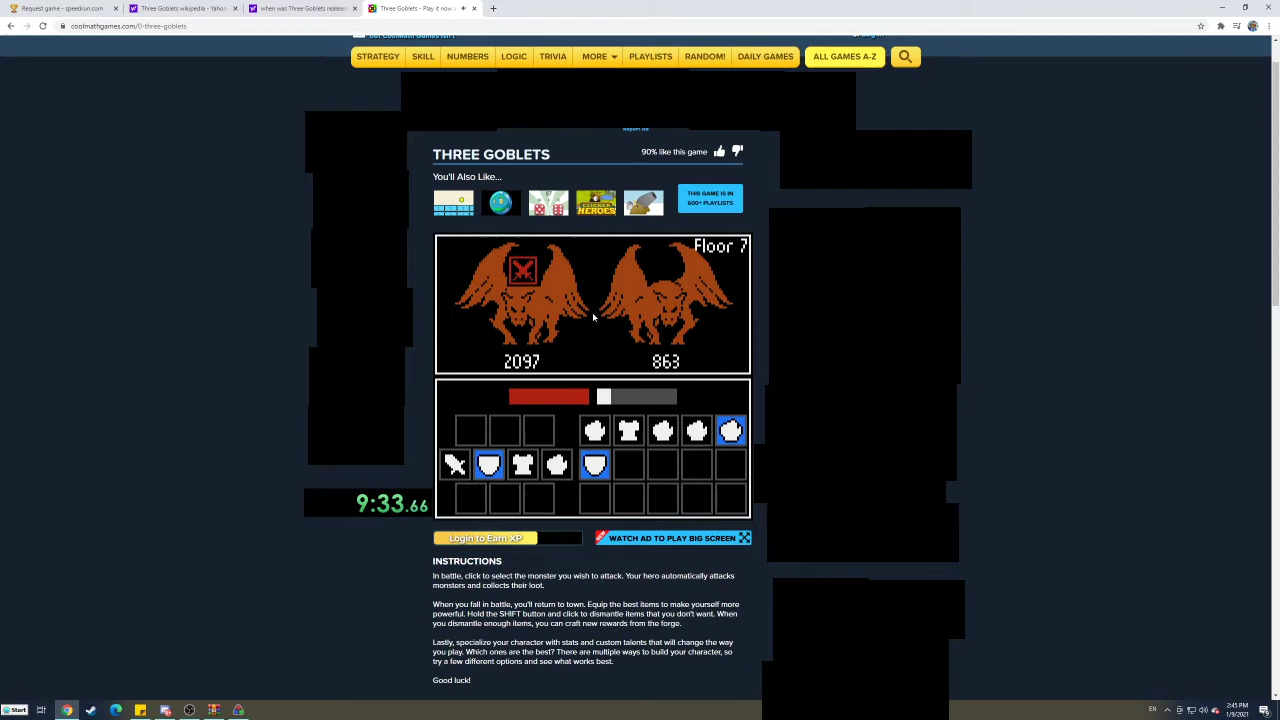 Request game - speedrun.com
Three Goblets wikipedia - Yahoo
when was Three Goblets realease
Three Goblets - Play it now a
coolmathgames.com/0-three-goblets
STRATEGY SKILL NUMBERS LOGIC TRIVIA MORE PLAYLISTS RANDOM! DAILY GAMES ALL GAMES A-Z
Report Ad
THREE GOBLETS
90% like this game
You'll Also Like...
THIS GAME IS IN
600+ PLAYLISTS
CLICKER
HEROES
Floor 7
2097
863
9:33.66
Login to Earn XP
WATCH AD TO PLAY BIG SCREEN
INSTRUCTIONS
In battle, click to select the monster you wish to attack. Your hero automatically attacks
monsters and collects their loot.
When you fall in battle, you'll return to town. Equip the best items to make yourself more
powerful. Hold the SHIFT button and click to dismantle items that you don't want. When
you dismantle enough items, you can craft new rewards from the forge.
Lastly, specialize your character with stats and custom talents that will change the way
you play. Which ones are the best? There are multiple ways to build your character, so
try a few different options and see what works best.
Good luck!
Start
EN
2:45 PM
1/9/2021